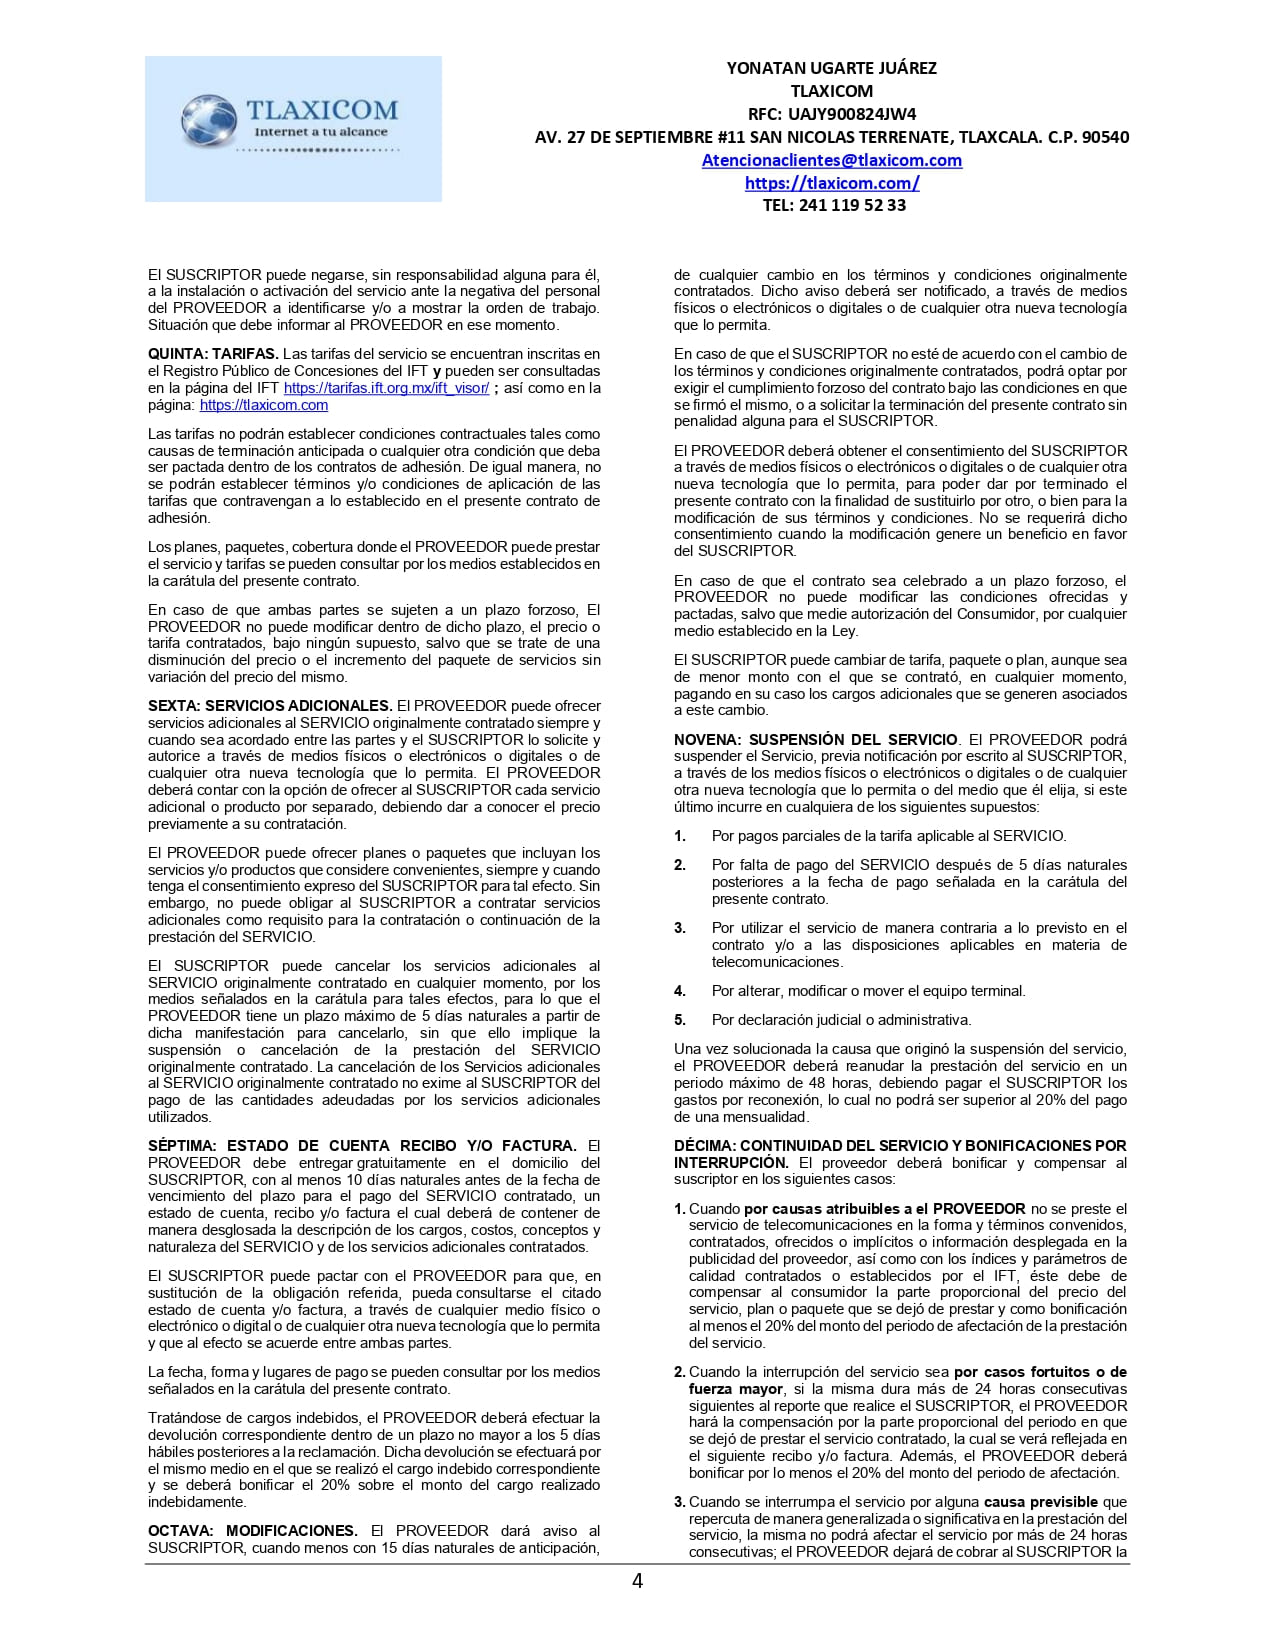 TLAXICOM
Internet a tu alcance
YONATAN UGARTE JUÁREZ
TLAXICOM
RFC: UAJY900824JW4
AV. 27 DE SEPTIEMBRE #11 SAN NICOLAS TERRENATE, TLAXCALA. C.P. 90540
Atencionaclientes@tlaxicom.com
https://tlaxicom.com/
TEL: 241 119 52 33
El SUSCRIPTOR puede negarse, sin responsabilidad alguna para él,
a la instalación o activación del servicio ante la negativa del personal
del PROVEEDOR a identificarse y/o a mostrar la orden de trabajo.
Situación que debe informar al PROVEEDOR en ese momento.
QUINTA: TARIFAS. Las tarifas del servicio se encuentran inscritas en
el Registro Público de Concesiones del IFT y pueden ser consultadas
en la página del IFT https://tarifas.ift.org.mx/ift_visor/ ; así como en la
página: https://tlaxicom.com
Las tarifas no podrán establecer condiciones contractuales tales como
causas de terminación anticipada o cualquier otra condición que deba
ser pactada dentro de los contratos de adhesión. De igual manera, no
se podrán establecer términos y/o condiciones de aplicación de las
tarifas que contravengan a lo establecido en el presente contrato de
adhesión.
Los planes, paquetes, cobertura donde el PROVEEDOR puede prestar
el servicio y tarifas se pueden consultar por los medios establecidos en
la carátula del presente contrato.
En caso de que ambas partes se sujeten a un plazo forzoso, El
PROVEEDOR no puede modificar dentro de dicho plazo, el precio o
tarifa contratados, bajo ningún supuesto, salvo que se trate de una
disminución del precio o el incremento del paquete de servicios sin
variación del precio del mismo.
SEXTA: SERVICIOS ADICIONALES. El PROVEEDOR puede ofrecer
servicios adicionales al SERVICIO originalmente contratado siempre y
cuando sea acordado entre las partes y el SUSCRIPTOR lo solicite y
autorice a través de medios físicos o electrónicos o digitales o de
cualquier otra nueva tecnología que lo permita. El PROVEEDOR
deberá contar con la opción de ofrecer al SUSCRIPTOR cada servicio
adicional o producto por separado, debiendo dar a conocer el precio
previamente a su contratación.
El PROVEEDOR puede ofrecer planes o paquetes que incluyan los
servicios y/o productos que considere convenientes, siempre y cuando
tenga el consentimiento expreso del SUSCRIPTOR para tal efecto. Sin
embargo, no puede obligar al SUSCRIPTOR a contratar servicios
adicionales como requisito para la contratación o continuación de la
prestación del SERVICIO.
El SUSCRIPTOR puede cancelar los servicios adicionales al
SERVICIO originalmente contratado en cualquier momento, por los
medios señalados en la carátula para tales efectos, para lo que el
PROVEEDOR tiene un plazo máximo de 5 días naturales a partir de
dicha manifestación para cancelarlo, sin que ello implique la
suspensión o cancelación de la prestación del SERVICIO
originalmente contratado. La cancelación de los Servicios adicionales
al SERVICIO originalmente contratado no exime al SUSCRIPTOR del
pago de las cantidades adeudadas por los servicios adicionales
utilizados.
SÉPTIMA: ESTADO DE CUENTA RECIBO Y/O FACTURA. El
PROVEEDOR debe entregar gratuitamente en el domicilio del
SUSCRIPTOR, con al menos 10 días naturales antes de la fecha de
vencimiento del plazo para el pago del SERVICIO contratado, un
estado de cuenta, recibo y/o factura el cual deberá de contener de
manera desglosada la descripción de los cargos, costos, conceptos y
naturaleza del SERVICIO y de los servicios adicionales contratados.
El SUSCRIPTOR puede pactar con el PROVEEDOR para que, en
sustitución de la obligación referida, pueda consultarse el citado
estado de cuenta y/o factura, a través de cualquier medio físico o
electrónico o digital o de cualquier otra nueva tecnología que lo permita
y que al efecto se acuerde entre ambas partes.
La fecha, forma y lugares de pago se pueden consultar por los medios
señalados en la carátula del presente contrato.
Tratándose de cargos indebidos, el PROVEEDOR deberá efectuar la
devolución correspondiente dentro de un plazo no mayor a los 5 días
hábiles posteriores a la reclamación. Dicha devolución se efectuará por
el mismo medio en el que se realizó el cargo indebido correspondiente
y se deberá bonificar el 20% sobre el monto del cargo realizado
indebidamente.
OCTAVA: MODIFICACIONES. El PROVEEDOR dará aviso al
SUSCRIPTOR, cuando menos con 15 días naturales de anticipación,
de cualquier cambio en los términos y condiciones originalmente
contratados. Dicho aviso deberá ser notificado, a través de medios
físicos o electrónicos o digitales o de cualquier otra nueva tecnología
que lo permita.
En caso de que el SUSCRIPTOR no esté de acuerdo con el cambio de
los términos y condiciones originalmente contratados, podrá optar por
exigir el cumplimiento forzoso del contrato bajo las condiciones en que
se firmó el mismo, o a solicitar la terminación del presente contrato sin
penalidad alguna para el SUSCRIPTOR.
El PROVEEDOR deberá obtener el consentimiento del SUSCRIPTOR
a través de medios físicos o electrónicos o digitales o de cualquier otra
nueva tecnología que lo permita, para poder dar por terminado el
presente contrato con la finalidad de sustituirlo por otro, o bien para la
modificación de sus términos y condiciones. No se requerirá dicho
consentimiento cuando la modificación genere un beneficio en favor
del SUSCRIPTOR.
En caso de que el contrato sea celebrado a un plazo forzoso, el
PROVEEDOR no puede modificar las condiciones ofrecidas y
pactadas, salvo que medie autorización del Consumidor, por cualquier
medio establecido en la Ley.
El SUSCRIPTOR puede cambiar de tarifa, paquete o plan, aunque sea
de menor monto con el que se contrató, en cualquier momento,
pagando en su caso los cargos adicionales que se generen asociados
a este cambio.
NOVENA: SUSPENSIÓN DEL SERVICIO. El PROVEEDOR podrá
suspender el Servicio, previa notificación por escrito al SUSCRIPTOR,
a través de los medios físicos o electrónicos o digitales o de cualquier
otra nueva tecnología que lo permita o del medio que él elija, si este
último incurre en cualquiera de los siguientes supuestos:
1. Por pagos parciales de la tarifa aplicable al SERVICIO.
2. Por falta de pago del SERVICIO después de 5 días naturales
posteriores a la fecha de pago señalada en la carátula del
presente contrato.
3. Por utilizar el servicio de manera contraria a lo previsto en el
contrato y/o a las disposiciones aplicables en materia de
telecomunicaciones.
4. Por alterar, modificar o mover el equipo terminal.
5. Por declaración judicial o administrativa.
Una vez solucionada la causa que originó la suspensión del servicio,
el PROVEEDOR deberá reanudar la prestación del servicio en un
periodo máximo de 48 horas, debiendo pagar el SUSCRIPTOR los
gastos por reconexión, lo cual no podrá ser superior al 20% del pago
de una mensualidad.
DÉCIMA: CONTINUIDAD DEL SERVICIO Y BONIFICACIONES POR
INTERRUPCIÓN. El proveedor deberá bonificar y compensar al
suscriptor en los siguientes casos:
1. Cuando por causas atribuibles a el PROVEEDOR no se preste el
servicio de telecomunicaciones en la forma y términos convenidos,
contratados, ofrecidos o implícitos o información desplegada en la
publicidad del proveedor, así como con los índices y parámetros de
calidad contratados o establecidos por el IFT, éste debe de
compensar al consumidor la parte proporcional del precio del
servicio, plan o paquete que se dejó de prestar y como bonificación
al menos el 20% del monto del periodo de afectación de la prestación
del servicio.
2. Cuando la interrupción del servicio sea por casos fortuitos o de
fuerza mayor, si la misma dura más de 24 horas consecutivas
siguientes al reporte que realice el SUSCRIPTOR, el PROVEEDOR
hará la compensación por la parte proporcional del periodo en que
se dejó de prestar el servicio contratado, la cual se verá reflejada en
el siguiente recibo y/o factura. Además, el PROVEEDOR deberá
bonificar por lo menos el 20% del monto del periodo de afectación.
3. Cuando se interrumpa el servicio por alguna causa previsible que
repercuta de manera generalizada o significativa en la prestación del
servicio, la misma no podrá afectar el servicio por más de 24 horas
consecutivas; el PROVEEDOR dejará de cobrar al SUSCRIPTOR la
4